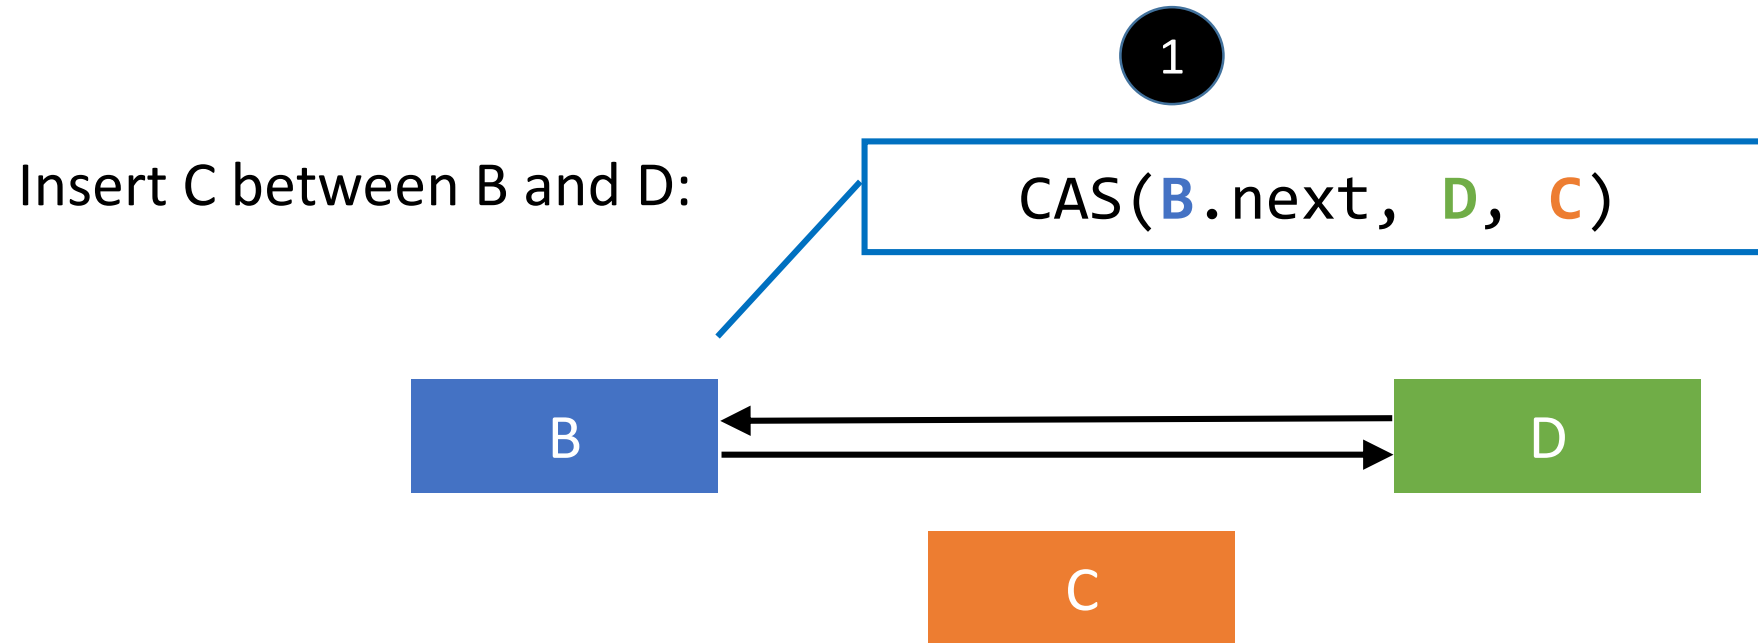 1
Insert C between B and D:
CAS(B.next, D, C)
B
D
C